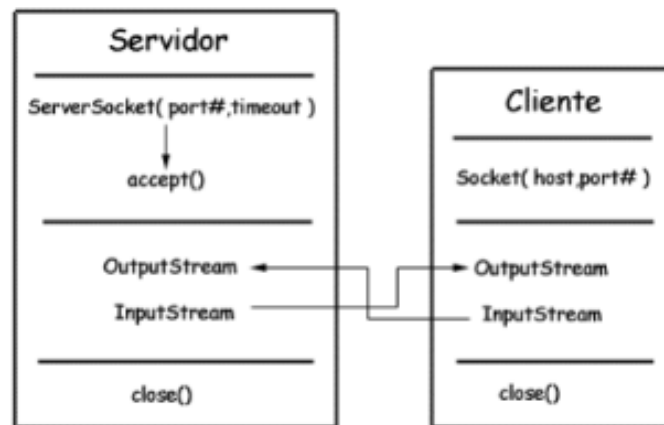 Servidor
ServerSocket( port#,timeout )
accept()
OutputStream
InputStream
close()
Cliente
Socket( host,port# )
OutputStream
InputStream
close()